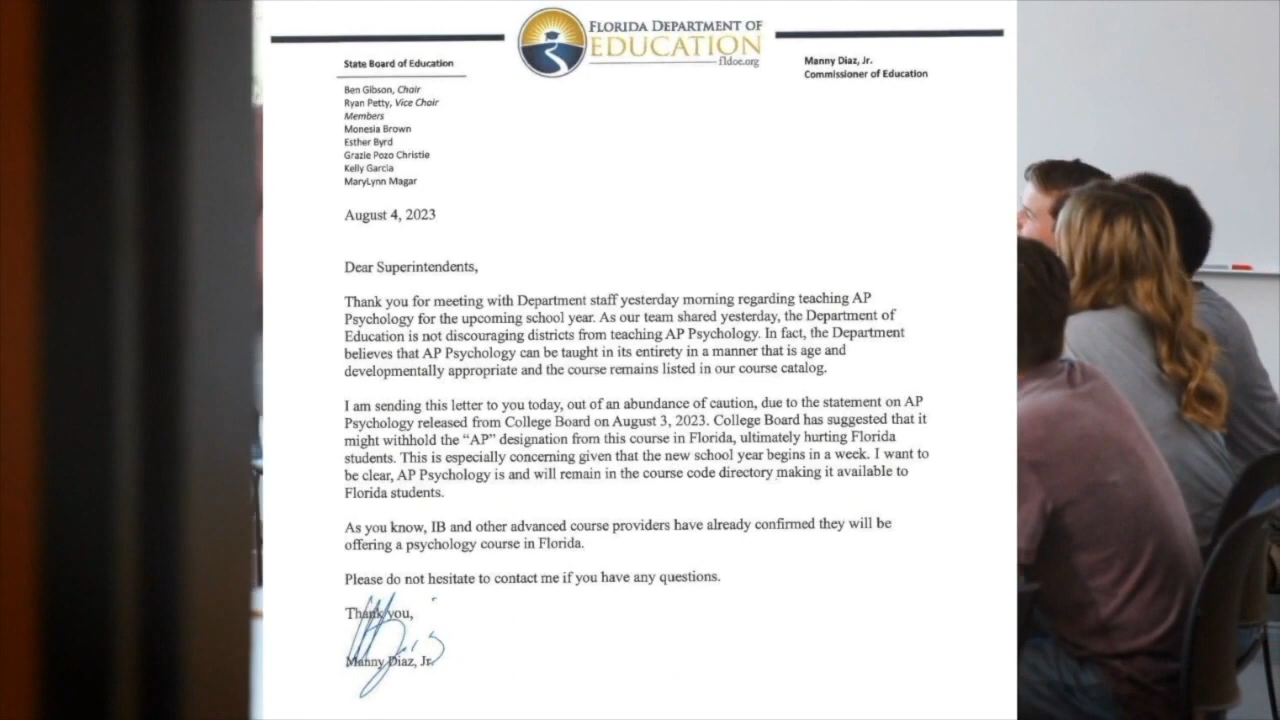 FLORIDA DEPARTMENT OF
EDUCATION
fldoe.org
State Board of Education
Ben Gibson, Chair
Ryan Petty, Vice Chair
Members
Monesia Brown
Esther Byrd
Grazie Pozo Christie
Kelly Garcia
MaryLynn Magar
Manny Diaz, Jr.
Commissioner of Education
August 4, 2023
Dear Superintendents,
Thank you for meeting with Department staff yesterday morning regarding teaching AP
Psychology for the upcoming school year. As our team shared yesterday, the Department of
Education is not discouraging districts from teaching AP Psychology. In fact, the Department
believes that AP Psychology can be taught in its entirety in a manner that is age and
developmentally appropriate and the course remains listed in our course catalog.
I am sending this letter to you today, out of an abundance of caution, due to the statement on AP
Psychology released from College Board on August 3, 2023. College Board has suggested that it
might withhold the “AP” designation from this course in Florida, ultimately hurting Florida
students. This is especially concerning given that the new school year begins in a week. I want to
be clear, AP Psychology is and will remain in the course code directory making it available to
Florida students.
As you know, IB and other advanced course providers have already confirmed they will be
offering a psychology course in Florida.
Please do not hesitate to contact me if you have any questions.
Thank you,
Manny Diaz, Jr.